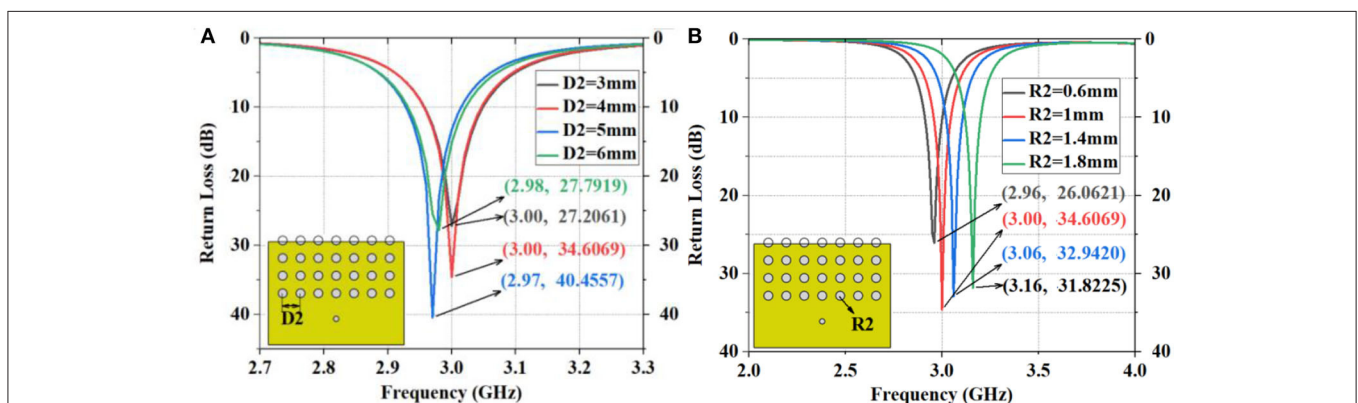 A
0
10
20
30
40
Return Loss (dB)
2.7
2.8
2.9
3.0
3.1
3.2
3.3
Frequency (GHz)
0
10
20
30
40
D2=3mm
D2=4mm
D2=5mm
D2=6mm
(2.98, 27.7919)
(3.00, 27.2061)
(3.00, 34.6069)
(2.97, 40.4557)
D2
B
0
10
20
30
40
Return Loss (dB)
2.0
2.5
3.0
3.5
4.0
Frequency (GHz)
0
10
20
30
40
R2=0.6mm
R2=1mm
R2=1.4mm
R2=1.8mm
(2.96, 26.0621)
(3.00, 34.6069)
(3.06, 32.9420)
(3.16, 31.8225)
R2